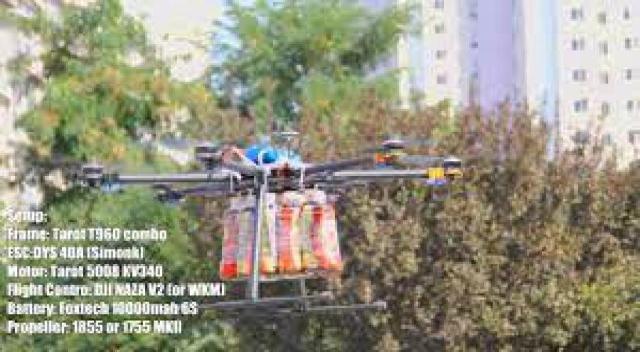 Setup:
Frame: Tarot T960 combo
ESC:DYS 40A (Simonk)
Motor: Tarot 5008 KV340
Flight Contro: DJI NAZA V2 (or WKM)
Battery: Foxtech 10000mah 6S
Propeller: 1855 or 1755 MKII